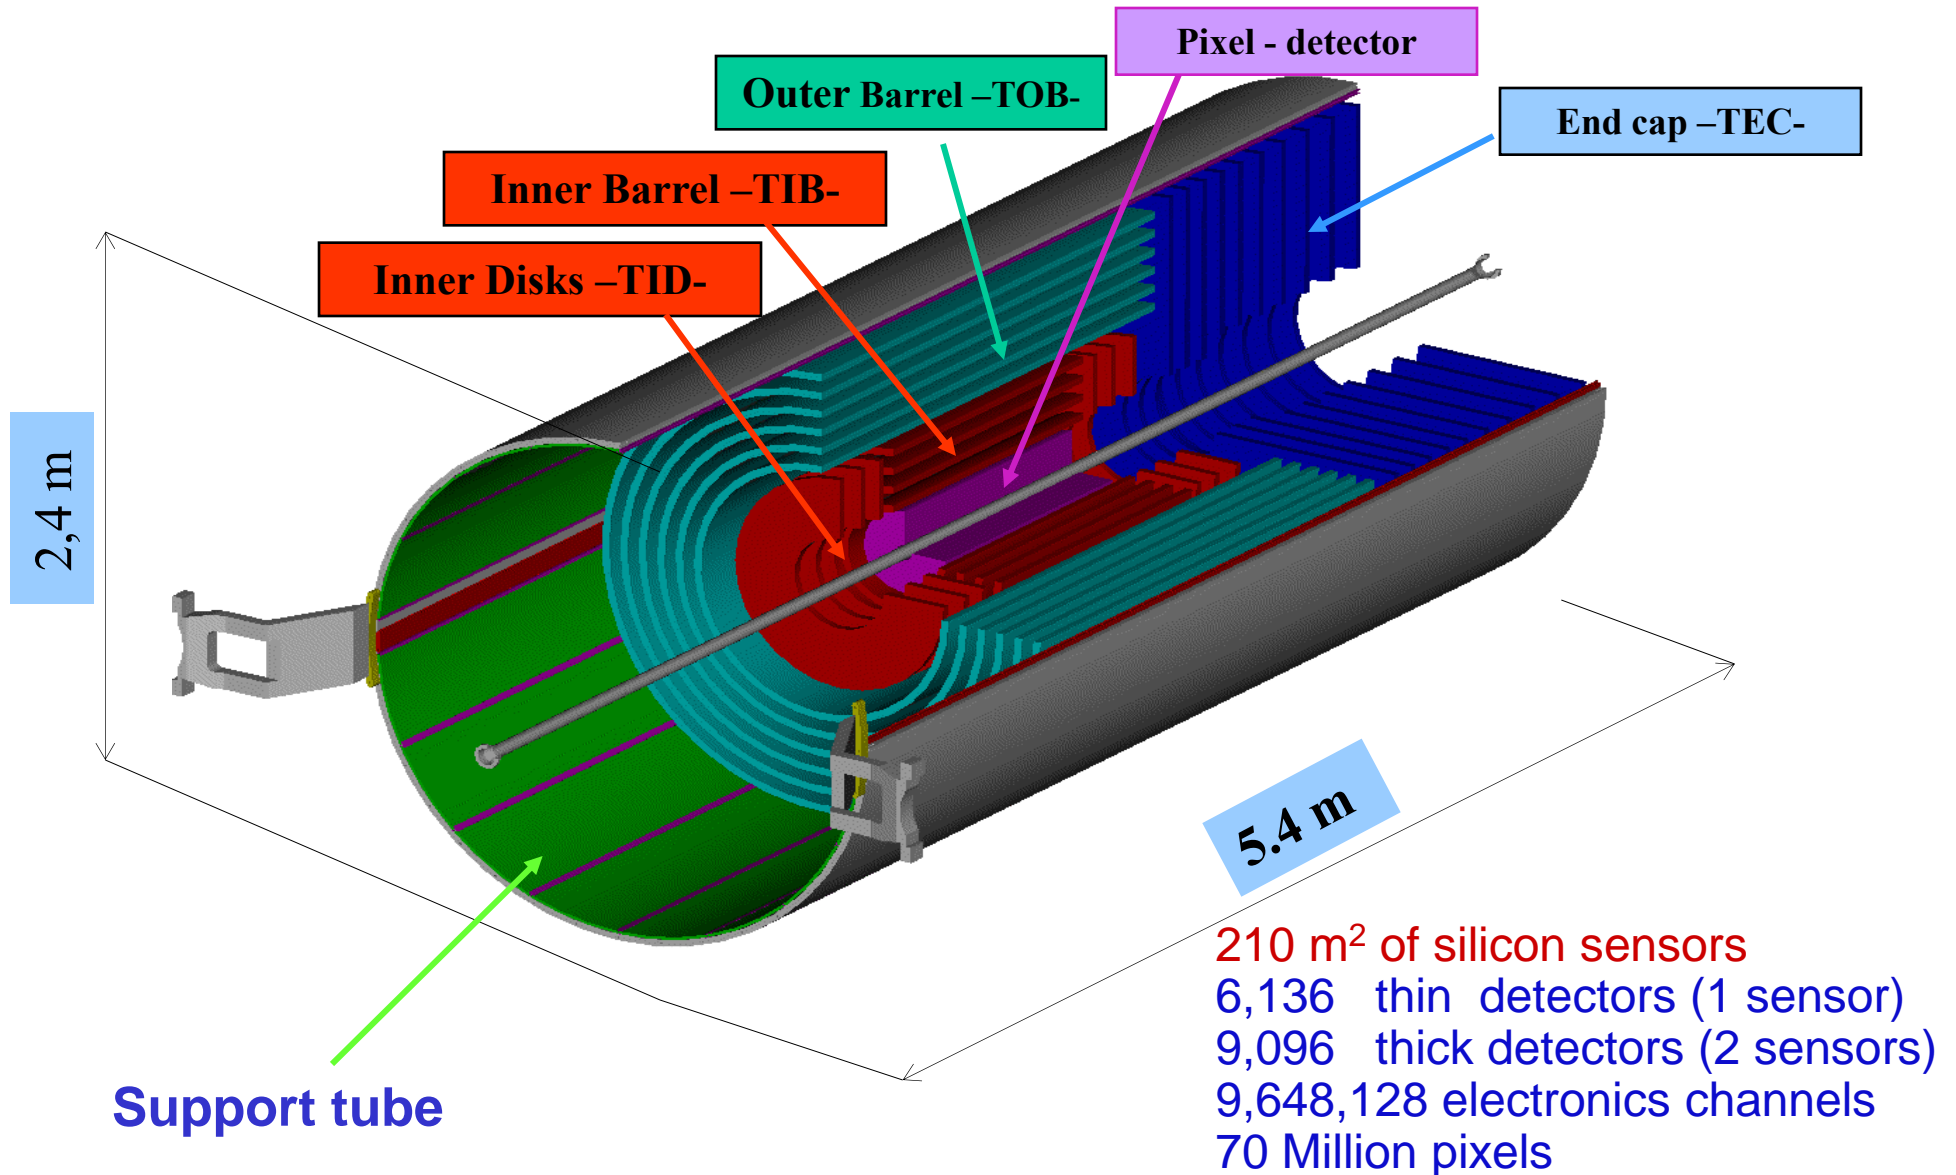 Pixel - detector
Outer Barrel –TOB-
End cap –TEC-
Inner Barrel –TIB-
Inner Disks –TID-
2,4 m
5.4 m
210 m² of silicon sensors
6,136 thin detectors (1 sensor)
9,096 thick detectors (2 sensors)
9,648,128 electronics channels
70 Million pixels
Support tube